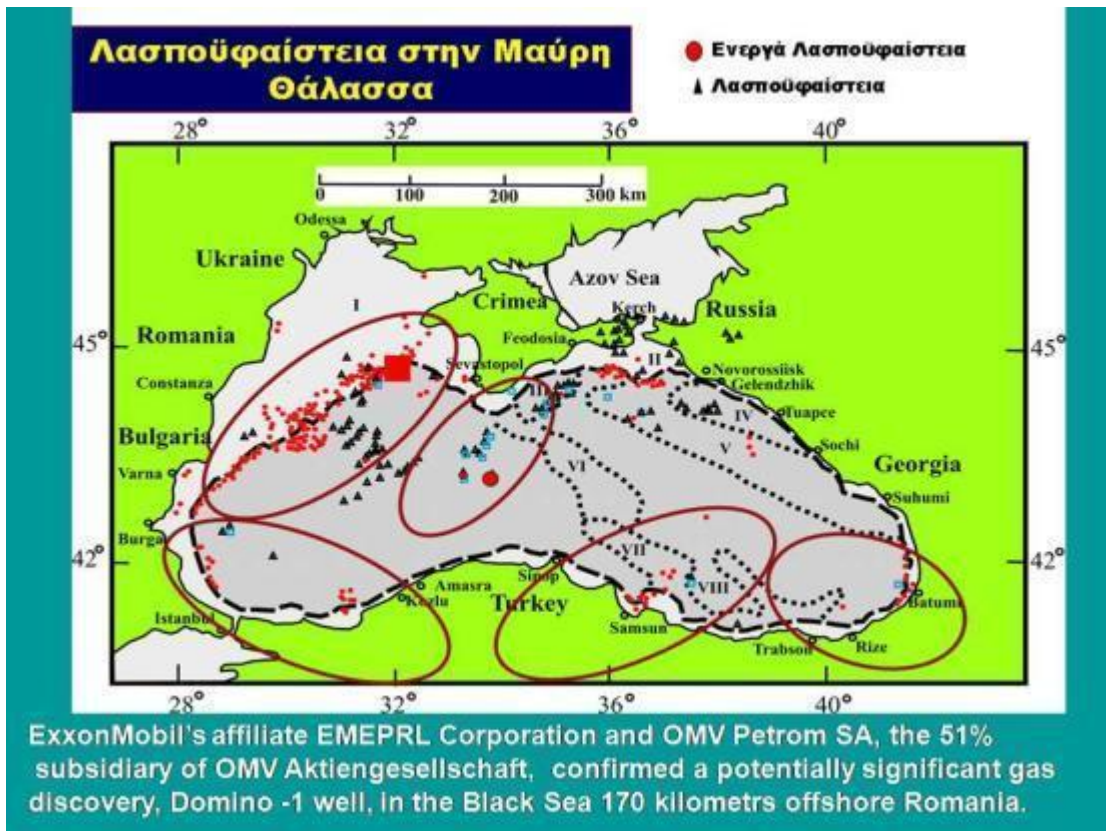 Λασποϋφαίστεια στην Μαύρη
Θάλασσα
Ενεργά Λασποϋφαίστεια
Λασποϋφαίστεια
28° 32° 36° 40°
0 100 200 300 km
Odessa
Ukraine
Azov Sea
I
Crimea
Kerch
Russia
Romania
Feodosia
45° 45°
II
Sevastopol
Novorossiisk
Gelendzhik
Constanza
III
IV
Tuapce
Bulgaria
V
Sochi
Varna
VI
Georgia
Suhumi
Burga
42° 42°
VII
Sinop
Amasra
VIII
Kozlu
Turkey
Batumi
Istanbul
Samsun
Trabson
Rize
28° 32° 36° 40°
ExxonMobil's affiliate EMEPRL Corporation and OMV Petrom SA, the 51%
subsidiary of OMV Aktiengesellschaft, confirmed a potentially significant gas
discovery, Domino -1 well, in the Black Sea 170 kilometrs offshore Romania.